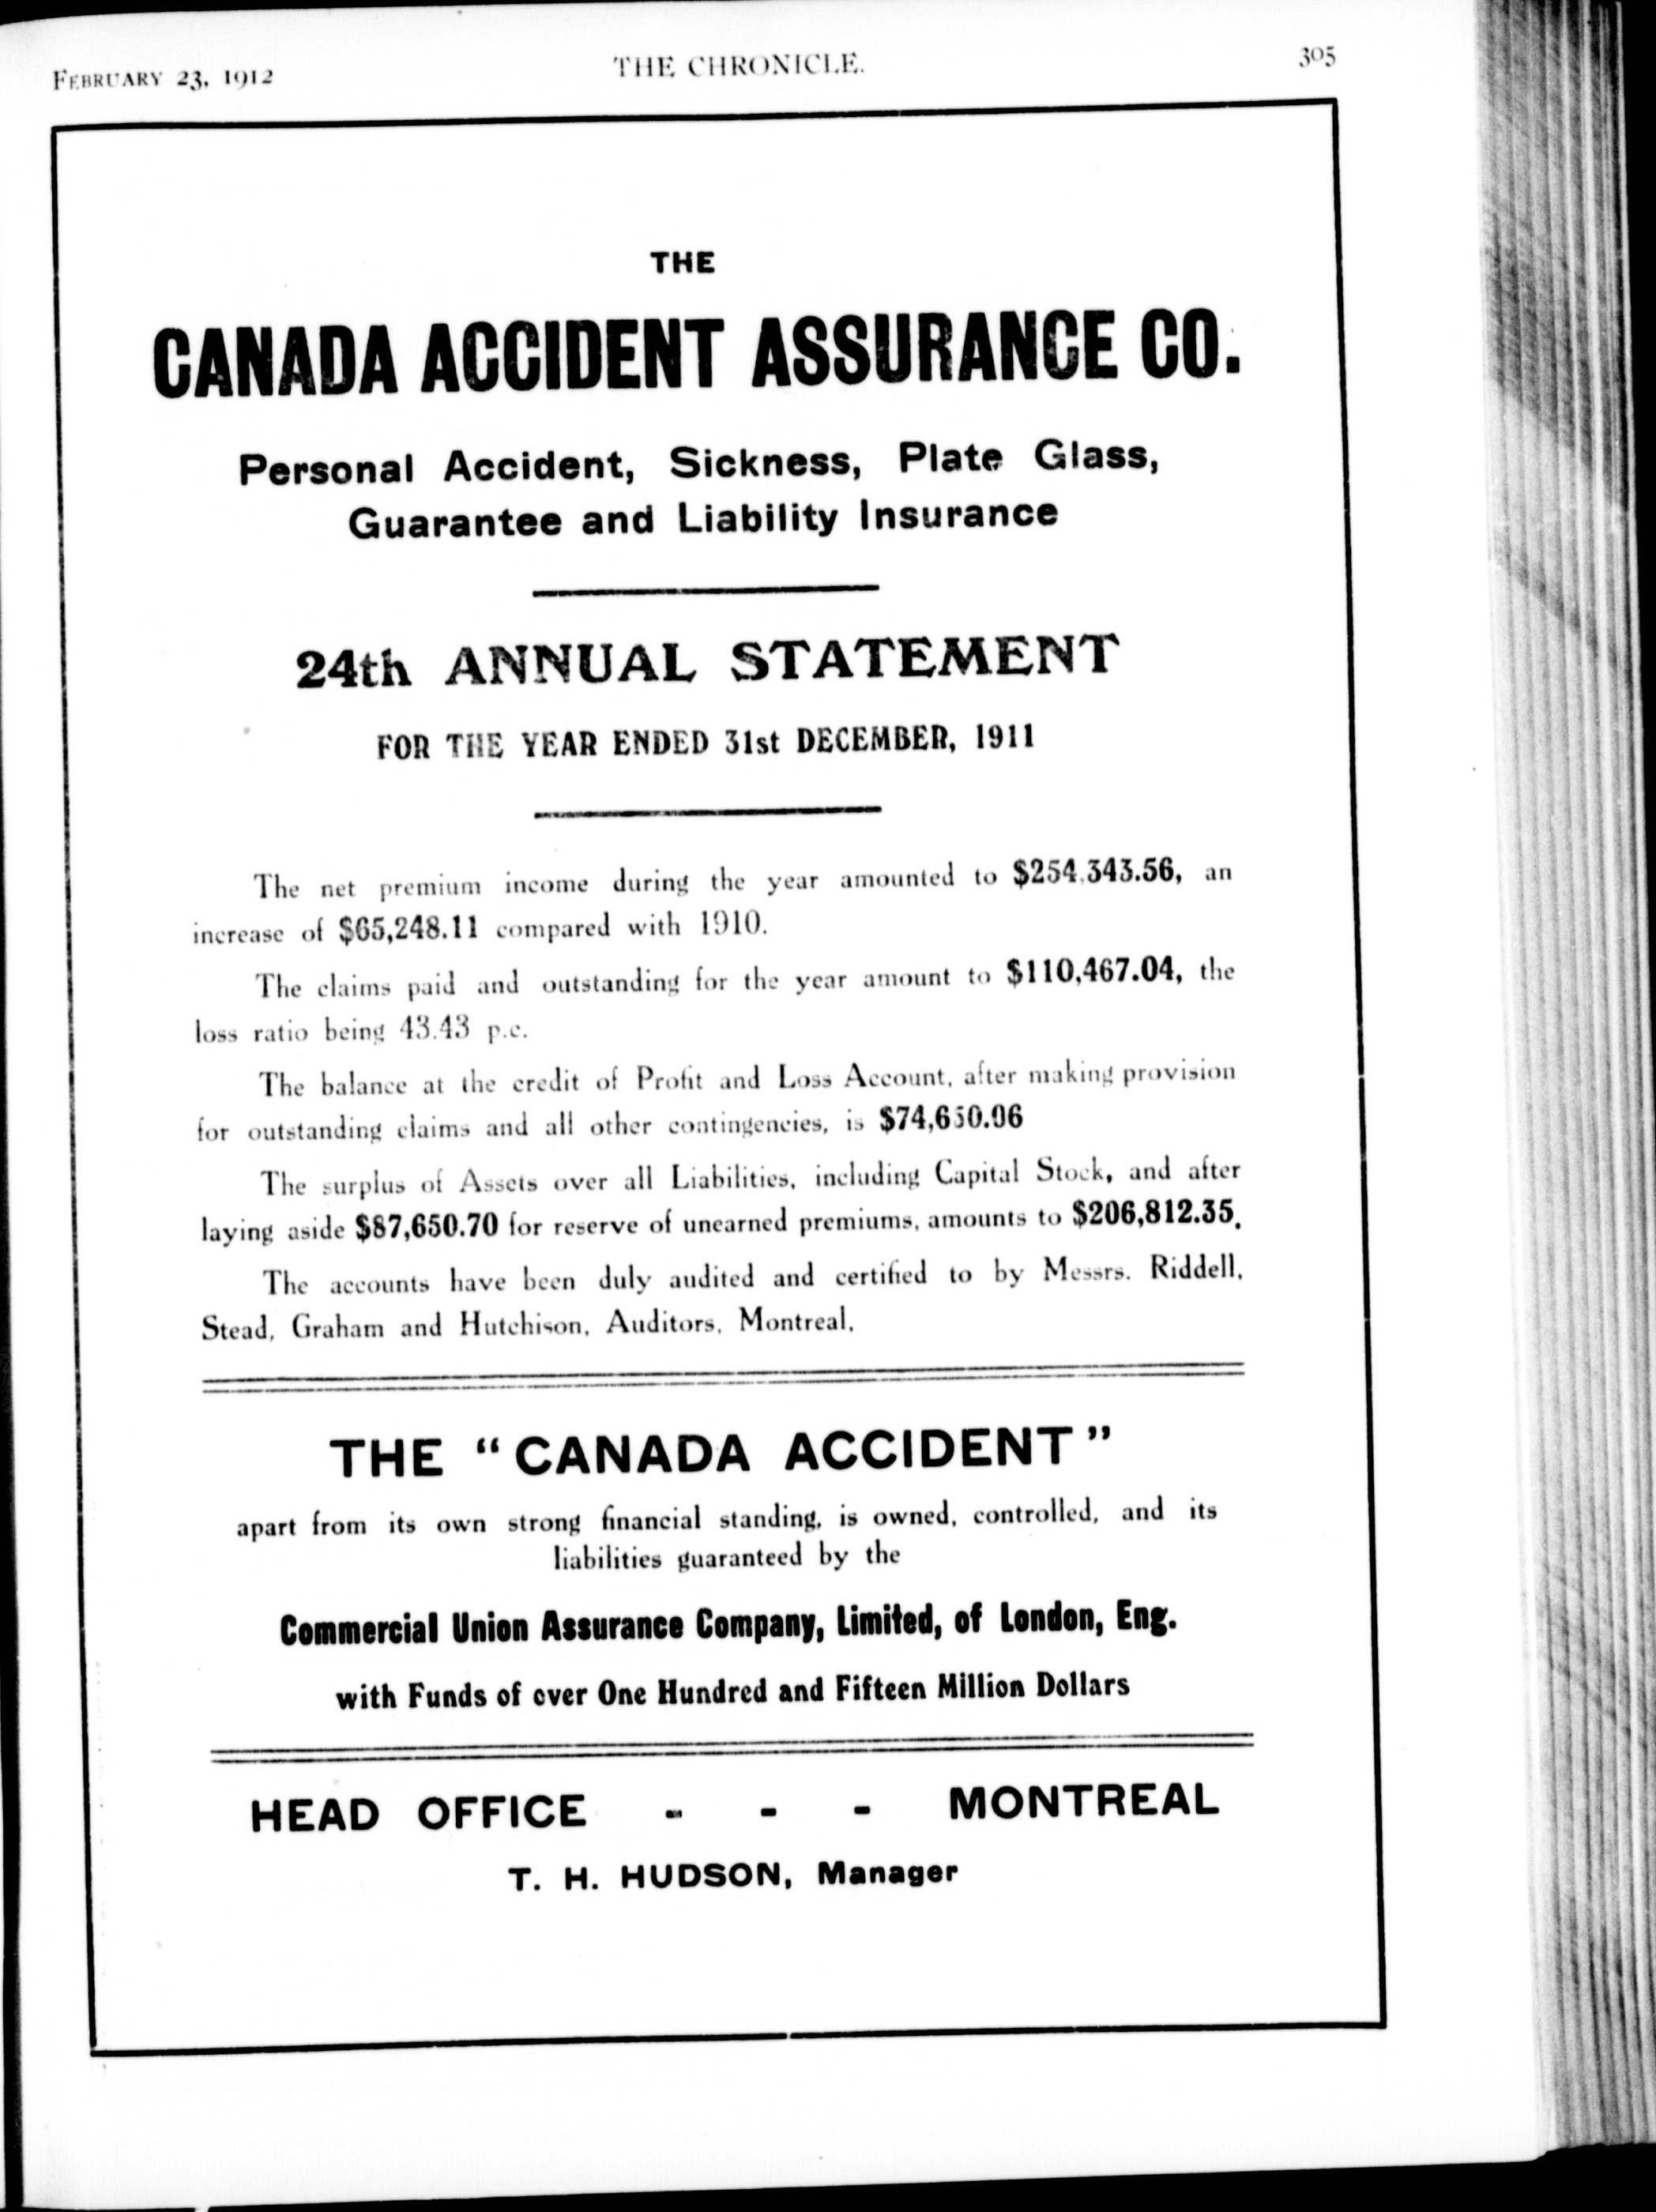 FEBRUARY 23, 1912 THE CHRONICLE. 305
THE
CANADA ACCIDENT ASSURANCE CO.
Personal Accident, Sickness, Plate Glass,
Guarantee and Liability Insurance
24th ANNUAL STATEMENT
FOR THE YEAR ENDED 31st DECEMBER, 1911
The net premium income during the year amounted to $254,343.56, an
increase of $65,248.11 compared with 1910.
The claims paid and outstanding for the year amount to $110,467.04, the
loss ratio being 43.43 p.c.
The balance at the credit of Profit and Loss Account, after making provision
for outstanding claims and all other contingencies, is $74,650.06
The surplus of Assets over all Liabilities, including Capital Stock, and after
laying aside $87,650.70 for reserve of unearned premiums, amounts to $206,812.35.
The accounts have been duly audited and certified to by Messrs. Riddell,
Stead, Graham and Hutchison, Auditors, Montreal,
THE "CANADA ACCIDENT"
apart from its own strong financial standing, is owned, controlled, and its
liabilities guaranteed by the
Commercial Union Assurance Company, Limited, of London, Eng.
with Funds of over One Hundred and Fifteen Million Dollars
HEAD OFFICE - - - MONTREAL
T. H. HUDSON, Manager